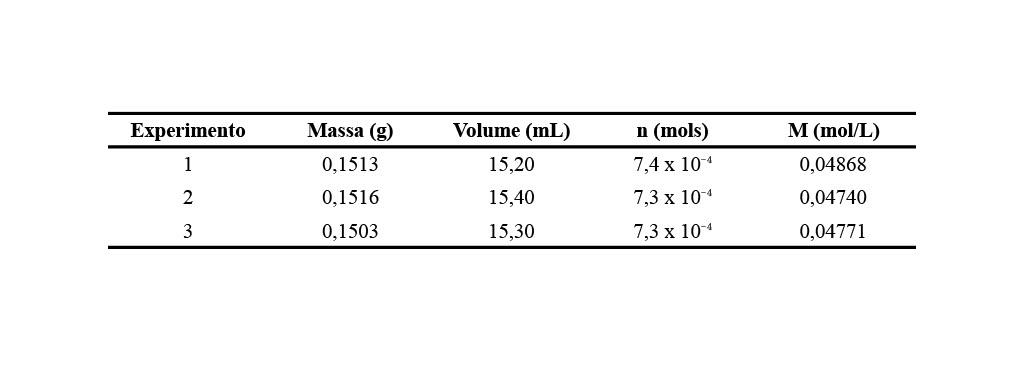 Experimento Massa (g) Volume (mL) n (mols) M (mol/L)
1 0,1513 15,20 7,4 x 10⁻⁴ 0,04868
2 0,1516 15,40 7,3 x 10⁻⁴ 0,04740
3 0,1503 15,30 7,3 x 10⁻⁴ 0,04771